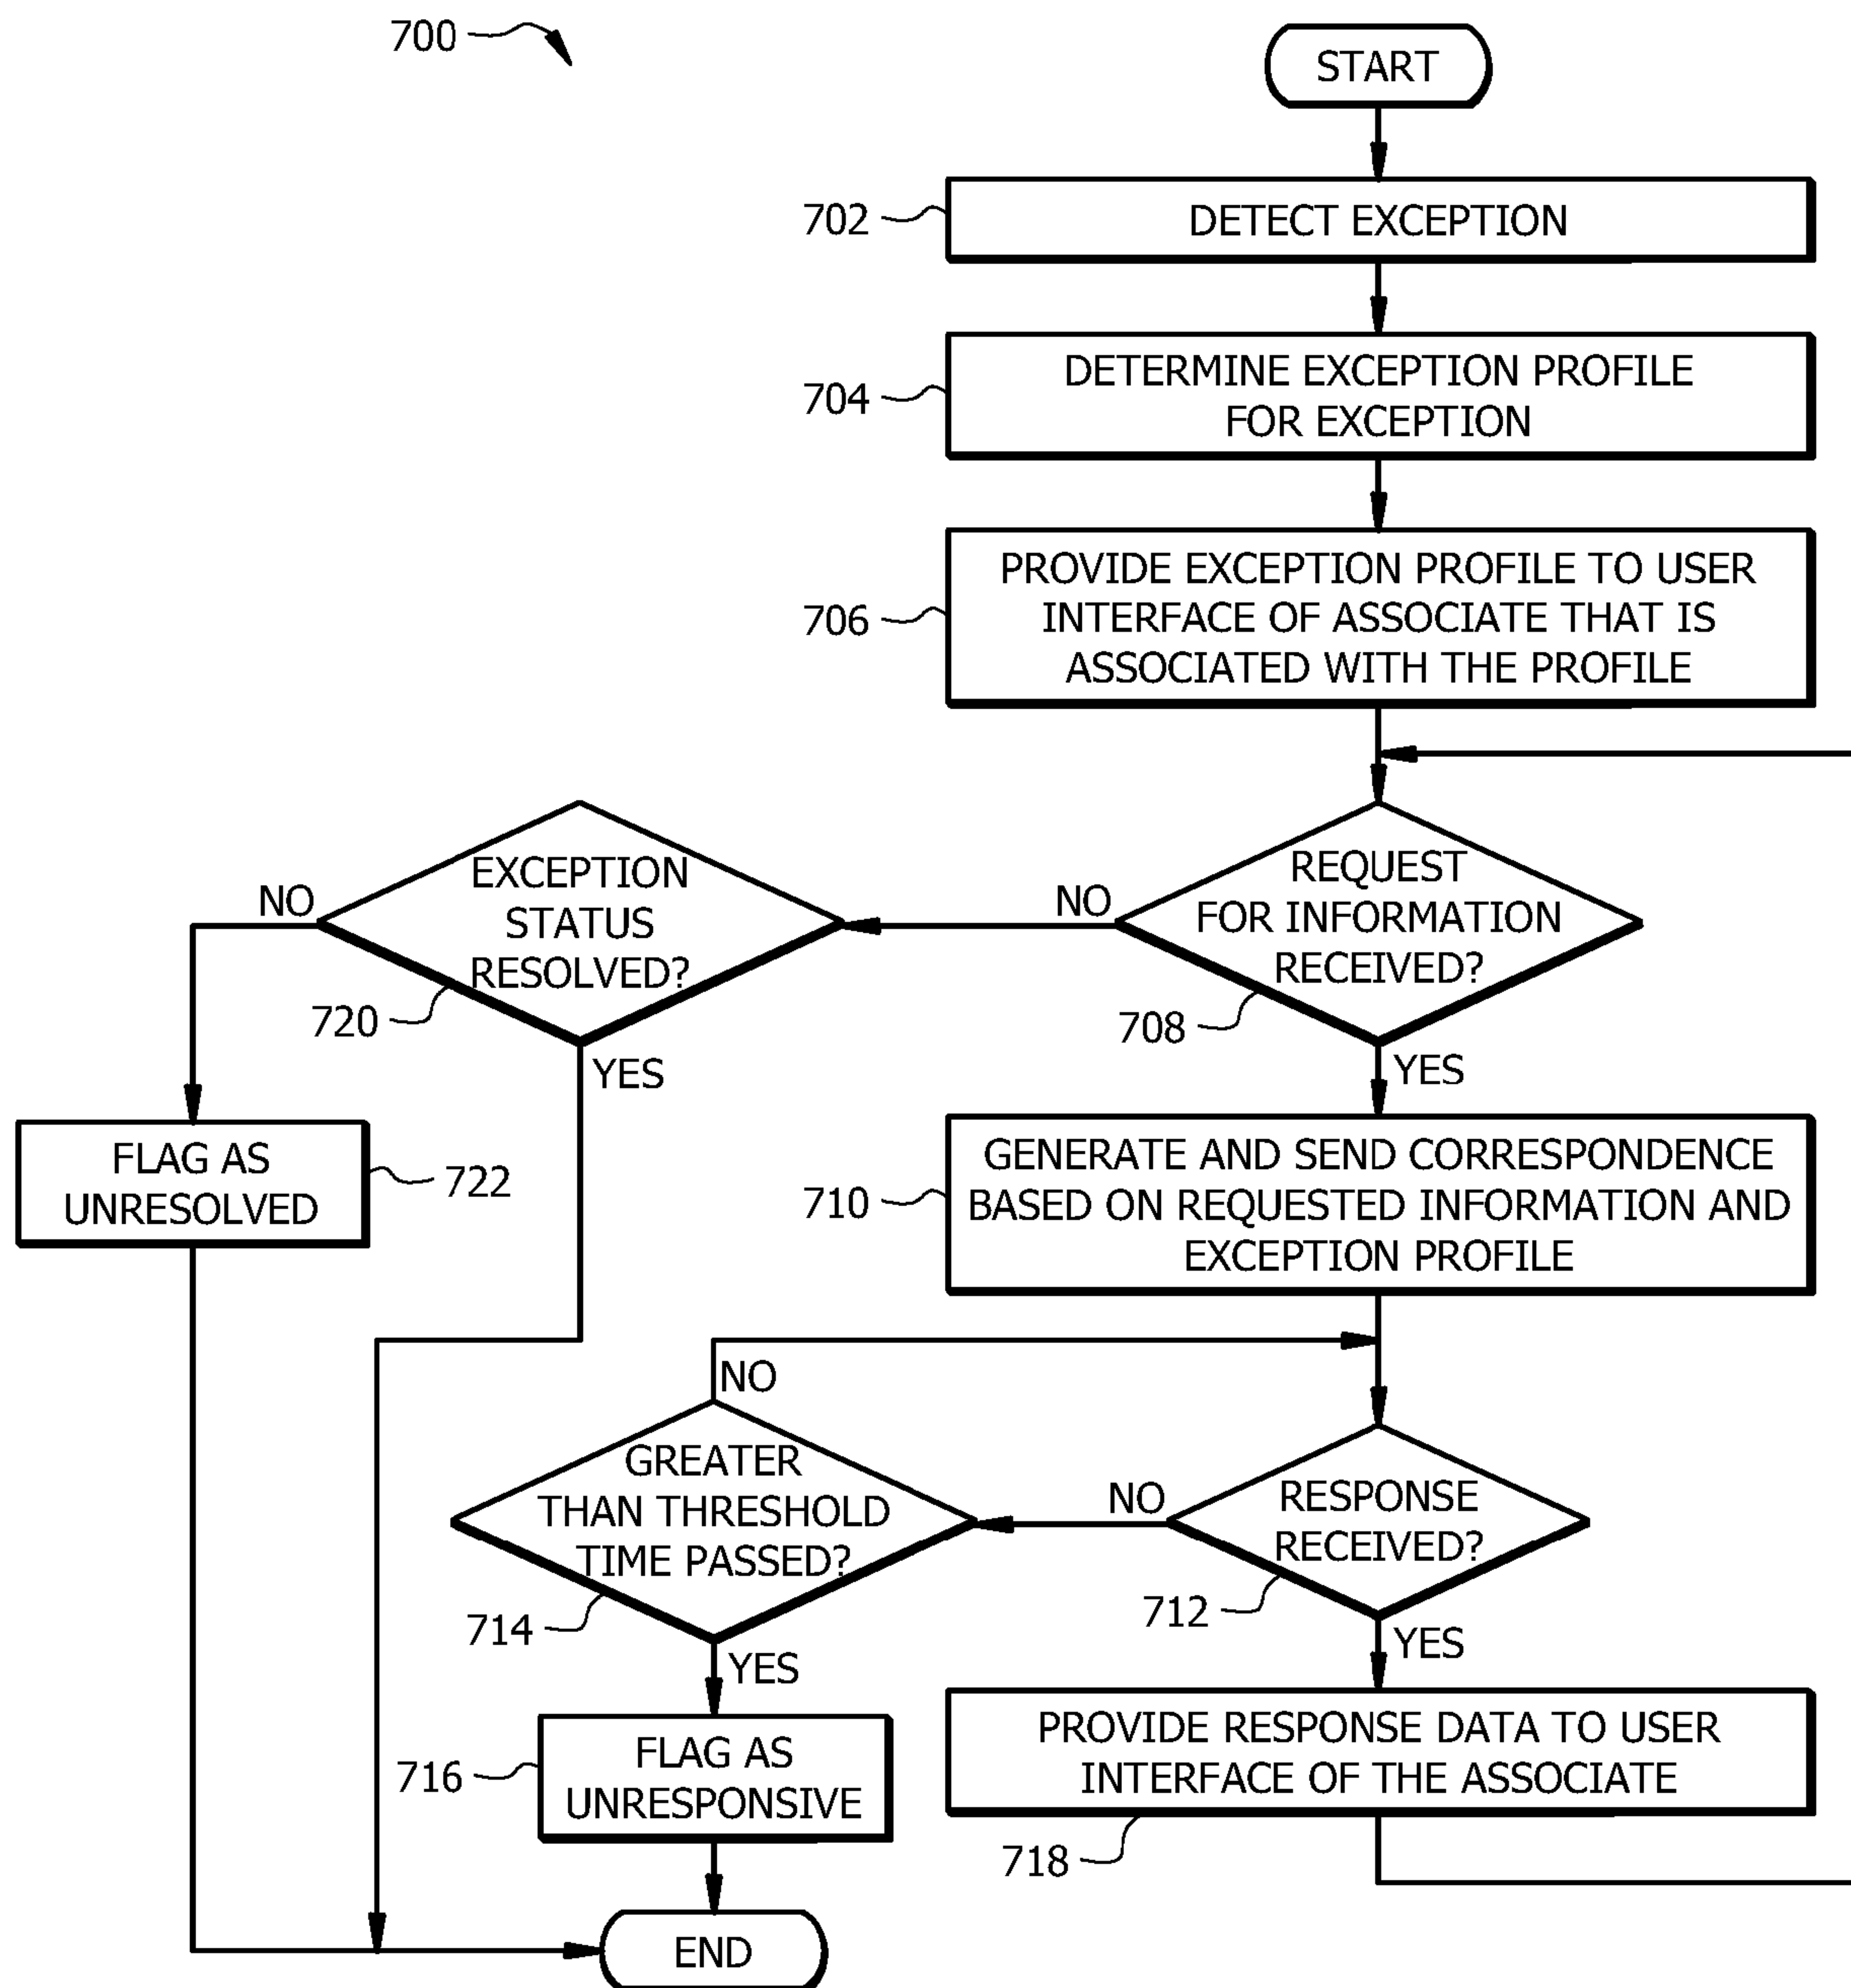 700
START
702
DETECT EXCEPTION
704
DETERMINE EXCEPTION PROFILE
FOR EXCEPTION
706
PROVIDE EXCEPTION PROFILE TO USER
INTERFACE OF ASSOCIATE THAT IS
ASSOCIATED WITH THE PROFILE
REQUEST
FOR INFORMATION
RECEIVED?
708
NO
YES
EXCEPTION
STATUS
RESOLVED?
720
NO
YES
FLAG AS
UNRESOLVED
722
710
GENERATE AND SEND CORRESPONDENCE
BASED ON REQUESTED INFORMATION AND
EXCEPTION PROFILE
RESPONSE
RECEIVED?
712
NO
YES
GREATER
THAN THRESHOLD
TIME PASSED?
714
NO
YES
716
FLAG AS
UNRESPONSIVE
PROVIDE RESPONSE DATA TO USER
INTERFACE OF THE ASSOCIATE
718
END